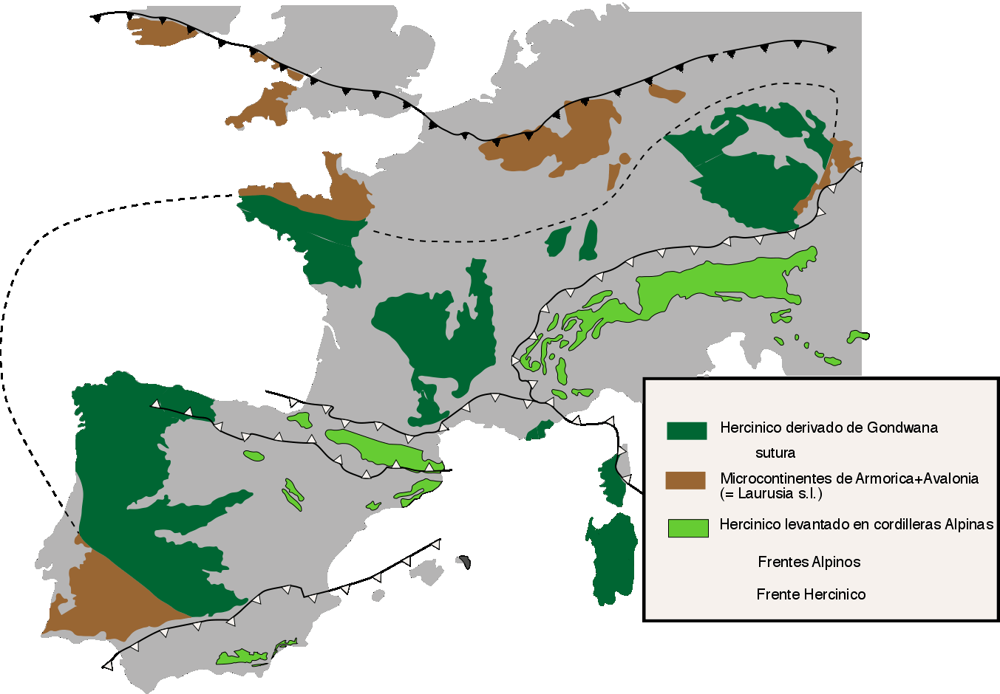 Hercinico derivado de Gondwana
sutura
Microcontinentes de Armorica+Avalonia
(= Laurusia s.l.)
Hercinico levantado en cordilleras Alpinas
Frentes Alpinos
Frente Hercinico